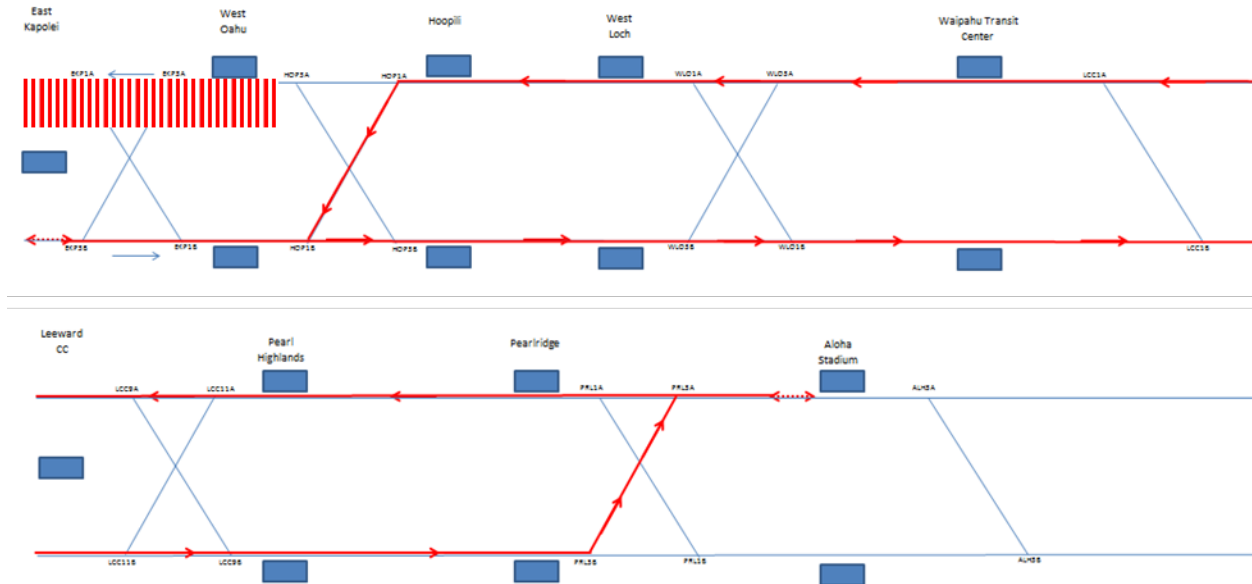 East
Kapolei
West
Oahu
Hoopili
West
Loch
Waipahu Transit
Center
EKP1A
EKP3A
HOP3A
HOP1A
WLO1A
WLO3A
LCC1A
EKP3B
EKP1B
HOP1B
HOP3B
WLO3B
WLO1B
LCC1B
Leeward
CC
Pearl
Highlands
Pearlridge
Aloha
Stadium
LCC9A
LCC11A
PRL1A
PRL3A
ALH3A
LCC11B
LCC9B
PRL3B
PRL1B
ALH3B